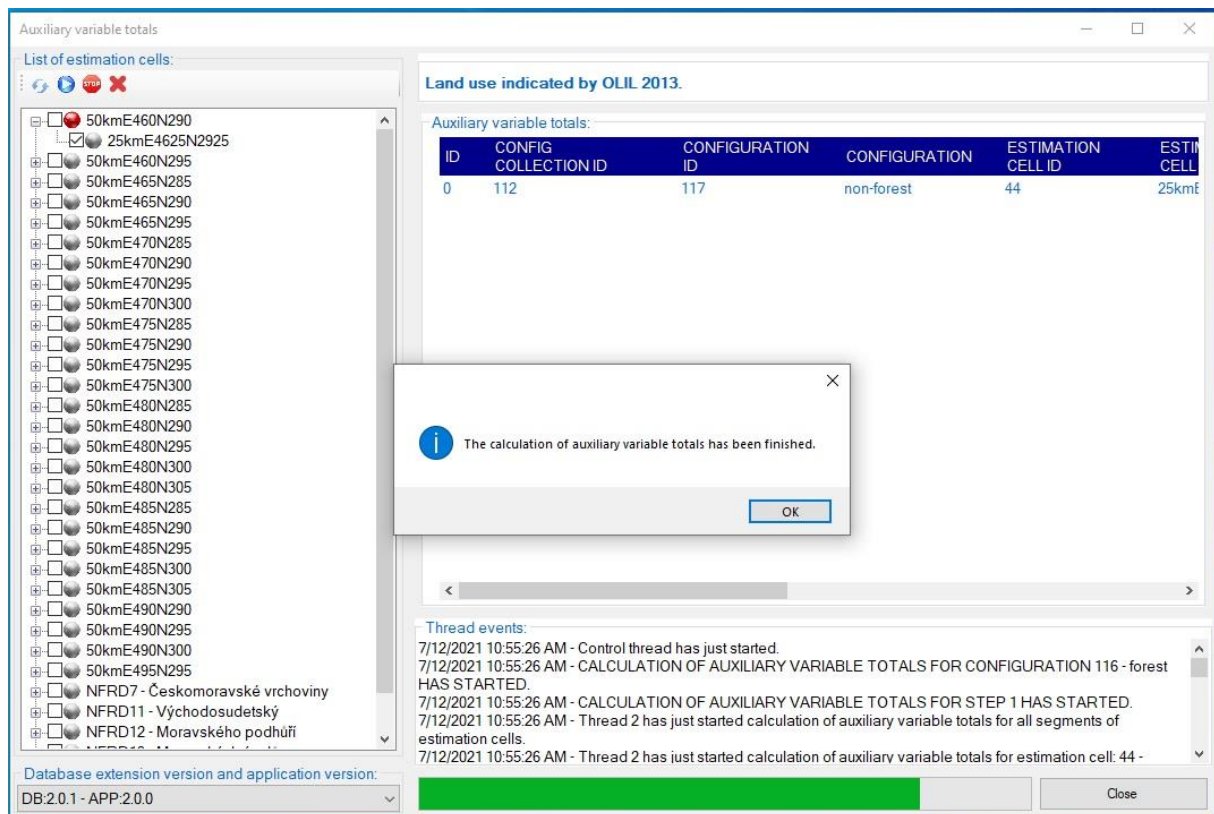 Auxiliary variable totals
List of estimation cells:
STOP
50kmE460N290
25kmE4625N2925
50kmE460N295
50kmE465N285
50kmE465N290
50kmE465N295
50kmE470N285
50kmE470N290
50kmE470N295
50kmE470N300
50kmE475N285
50kmE475N290
50kmE475N295
50kmE475N300
50kmE480N285
50kmE480N290
50kmE480N295
50kmE480N300
50kmE480N305
50kmE485N285
50kmE485N290
50kmE485N295
50kmE485N300
50kmE485N305
50kmE490N290
50kmE490N295
50kmE490N300
50kmE495N295
NFRD7 - Českomoravské vrchoviny
NFRD11 - Východosudetský
NFRD12 - Moravského podhůří
Database extension version and application version:
DB:2.0.1 - APP:2.0.0
Land use indicated by OLIL 2013.
Auxiliary variable totals:
ID CONFIG COLLECTION ID CONFIGURATION ID CONFIGURATION ESTIMATION CELL ID ESTIM CELL
0 112 117 non-forest 44 25kmE
The calculation of auxiliary variable totals has been finished.
OK
Thread events:
7/12/2021 10:55:26 AM - Control thread has just started.
7/12/2021 10:55:26 AM - CALCULATION OF AUXILIARY VARIABLE TOTALS FOR CONFIGURATION 116 - forest
HAS STARTED.
7/12/2021 10:55:26 AM - CALCULATION OF AUXILIARY VARIABLE TOTALS FOR STEP 1 HAS STARTED.
7/12/2021 10:55:26 AM - Thread 2 has just started calculation of auxiliary variable totals for all segments of
estimation cells.
7/12/2021 10:55:26 AM - Thread 2 has just started calculation of auxiliary variable totals for estimation cell: 44 -
Close